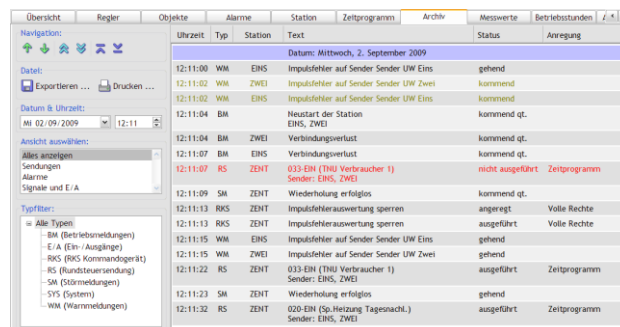 Übersicht Regler Objekte Alarme Station Zeitprogramm Archiv Messwerte Betriebsstunden
Navigation:
Datei:
Exportieren ... Drucken ...
Datum & Uhrzeit:
Mi 02/09/2009 12:11
Ansicht auswählen:
Alles anzeigen
Sendungen
Alarme
Signale und E/A
Typfilter:
Alle Typen
BM (Betriebsmeldungen)
E/A (Ein-/Ausgänge)
RKS (RKS Kommandogerät)
RS (Rundsteuersendung)
SM (Störmeldungen)
SYS (System)
WM (Warnmeldungen)
Uhrzeit Typ Station Text Status Anregung
Datum: Mittwoch, 2. September 2009
12:11:00 WM EINS Impulsfehler auf Sender Sender UW Eins gehend
12:11:02 WM ZWEI Impulsfehler auf Sender Sender UW Zwei kommend
12:11:02 WM EINS Impulsfehler auf Sender Sender UW Eins kommend
12:11:04 BM Neustart der Station kommend qt.
EINS, ZWEI
12:11:04 BM ZWEI Verbindungsverlust kommend qt.
12:11:07 BM EINS Verbindungsverlust kommend qt.
12:11:07 RS ZENT 033-EIN (TNU Verbraucher 1) nicht ausgeführt Zeitprogramm
Sender: EINS, ZWEI
12:11:09 SM ZENT Wiederholung erfolglos kommend qt.
12:11:13 RKS ZENT Impulsfehlerauswertung sperren angeregt Volle Rechte
12:11:13 RKS ZENT Impulsfehlerauswertung sperren ausgeführt Volle Rechte
12:11:15 WM EINS Impulsfehler auf Sender Sender UW Eins gehend
12:11:15 WM ZWEI Impulsfehler auf Sender Sender UW Zwei gehend
12:11:22 RS ZENT 033-EIN (TNU Verbraucher 1) ausgeführt Zeitprogramm
Sender: EINS, ZWEI
12:11:23 SM ZENT Wiederholung erfolglos gehend
12:11:32 RS ZENT 020-EIN (Sp.Heizung Tagesnachl.) ausgeführt Zeitprogramm
Sender: EINS, ZWEI